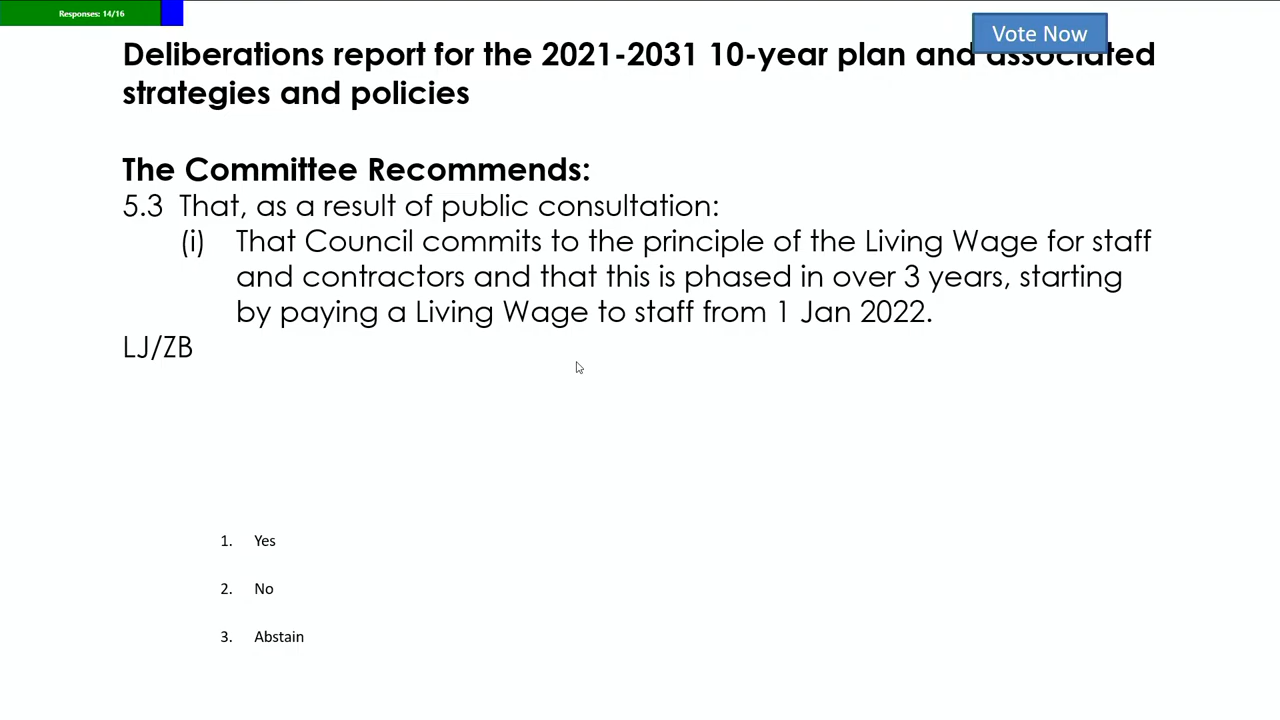 Responses: 14/16
Vote Now
Deliberations report for the 2021-2031 10-year plan and associated
strategies and policies
The Committee Recommends:
5.3 That, as a result of public consultation:
(i) That Council commits to the principle of the Living Wage for staff
and contractors and that this is phased in over 3 years, starting
by paying a Living Wage to staff from 1 Jan 2022.
LJ/ZB
1. Yes
2. No
3. Abstain